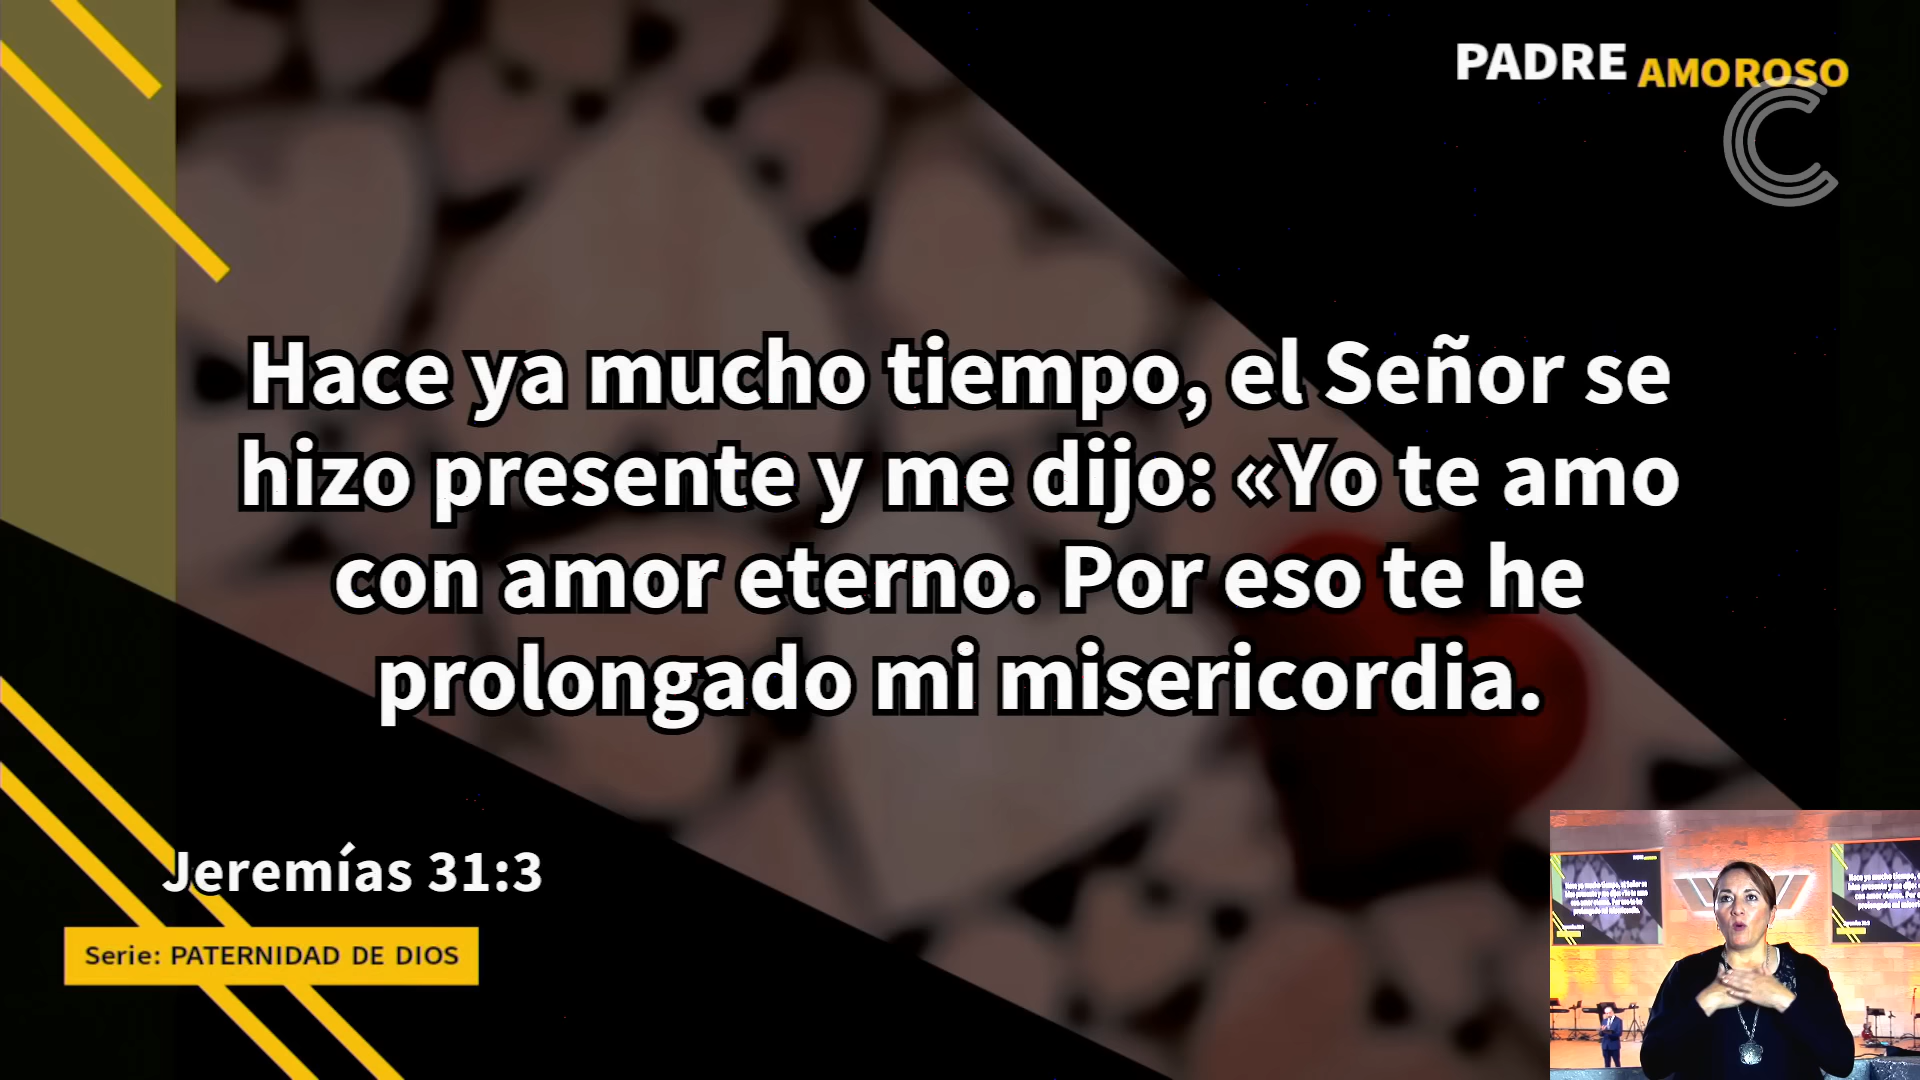 PADRE AMOROSO
Hace ya mucho tiempo, el Señor se
hizo presente y me dijo: «Yo te amo
con amor eterno. Por eso te he
prolongado mi misericordia.
Jeremías 31:3
Serie: PATERNIDAD DE DIOS